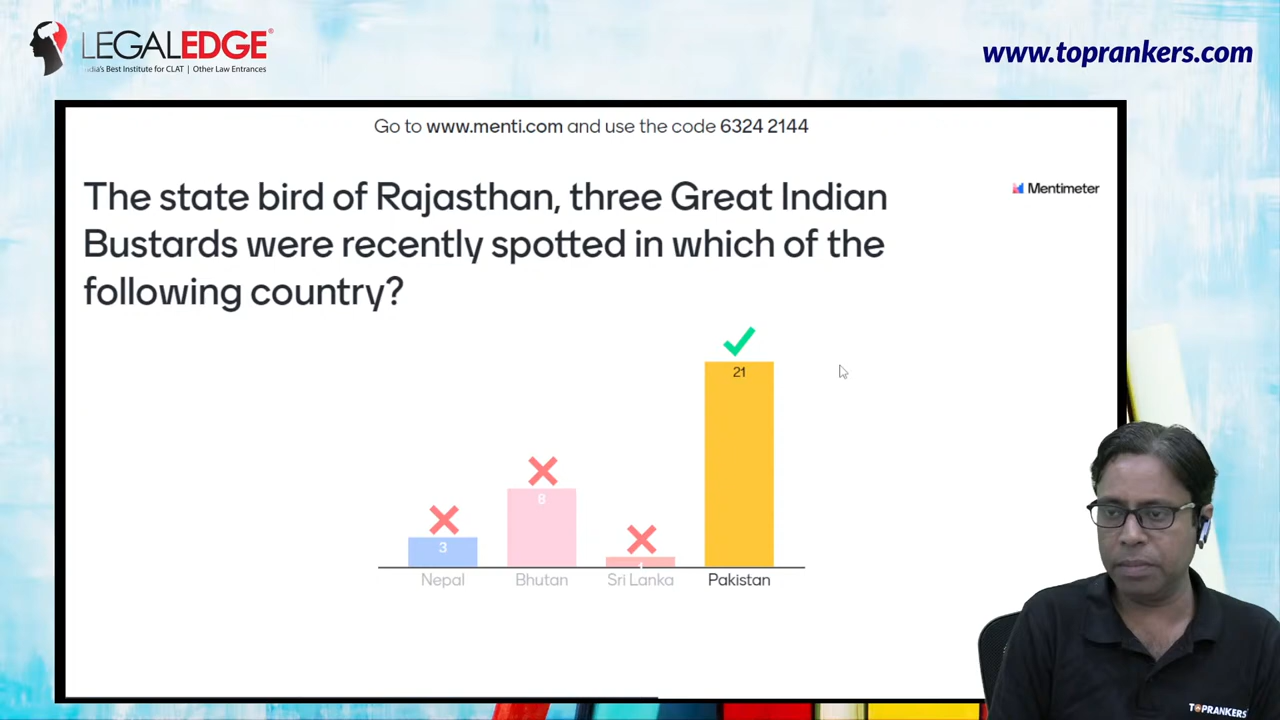 LEGALEDGE®
India's Best Institute for CLAT | Other Law Entrances
www.toprankers.com
Go to www.menti.com and use the code 6324 2144
Mentimeter
The state bird of Rajasthan, three Great Indian
Bustards were recently spotted in which of the
following country?
21
8
3
Nepal
Bhutan
Sri Lanka
Pakistan
TOPRANKERS